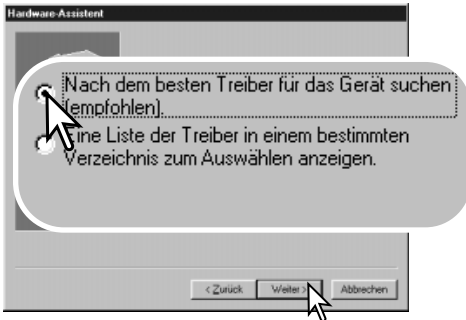 Hardware-Assistent
Nach dem besten Treiber für das Gerät suchen
(empfohlen).
Eine Liste der Treiber in einem bestimmten
Verzeichnis zum Auswählen anzeigen.
< Zurück   Weiter >   Abbrechen